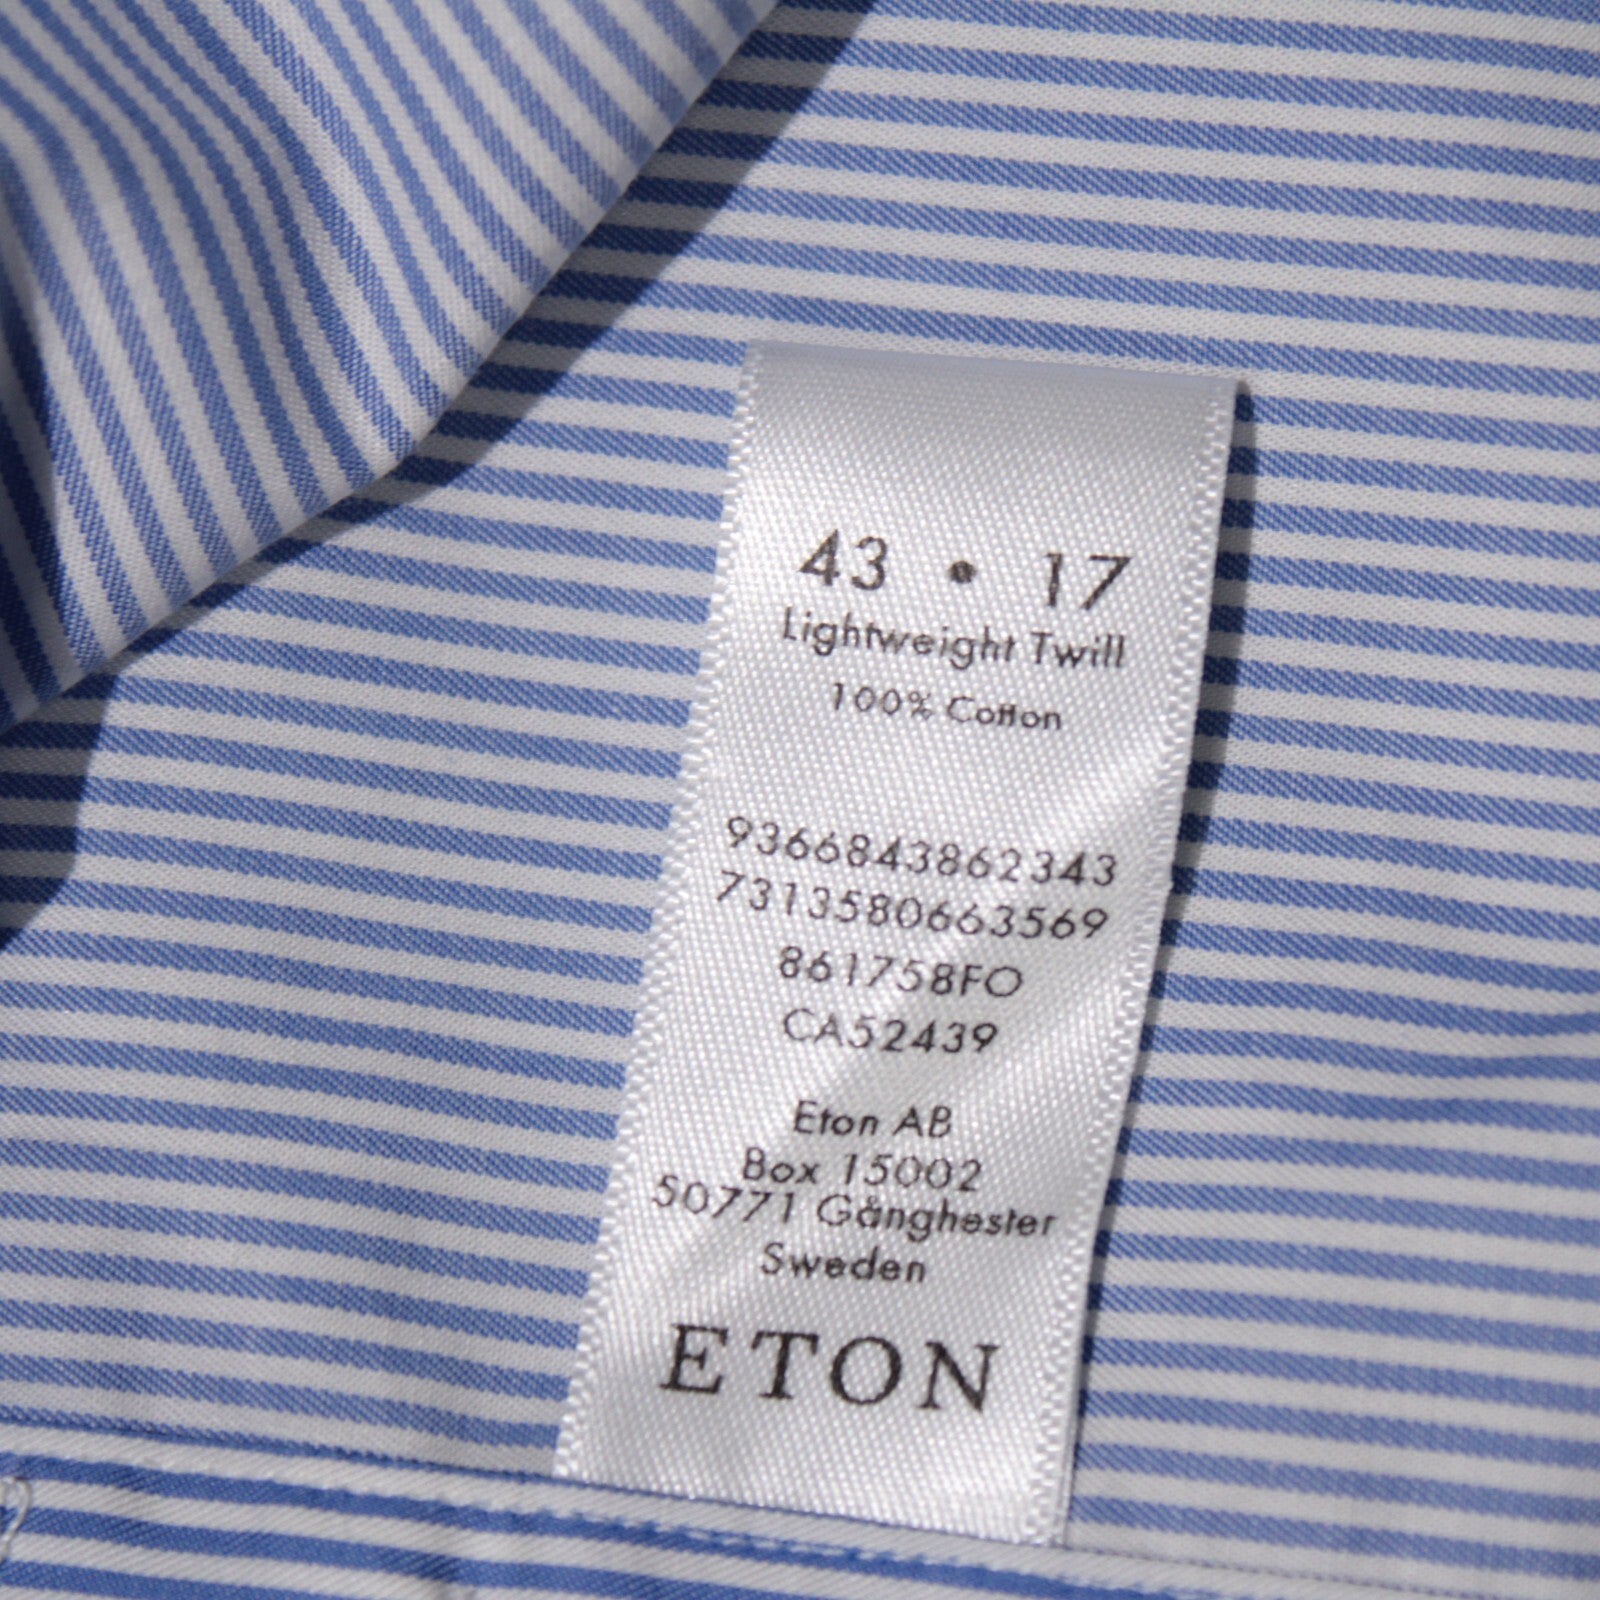 43 • 17
Lightweight Twill
100% Cotton
9366843862343
7313580663569
861758FO
CA52439
Eton AB
Box 15002
50771 Gånghester
Sweden
ETON